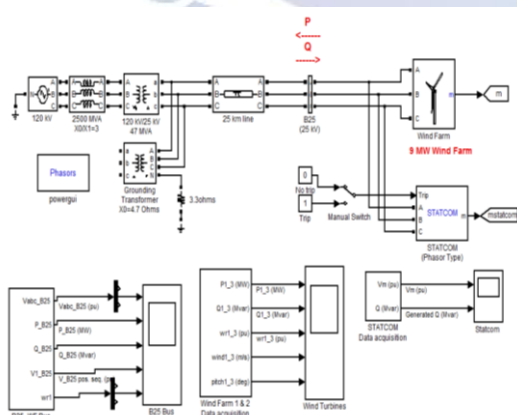 P
<------
Q
------>
N
A
B
C
A
B
C
A
B
C
A
B
C
a
b
c
A
B
C
A
B
C
A
B
C
m
m
120 kV
2500 MVA
X0/X1=3
120 kV/25 kV
47 MVA
25 km line
B25
(25 kV)
Wind Farm
9 MW Wind Farm
Phasors
powergui
A
B
C
N
Grounding
Transformer
X0=4.7 Ohms
3.3ohms
0
No trip
1
Trip
Manual Switch
Trip
A
B
C
STATCOM
m
mstatcom
STATCOM
(Phasor Type)
Vabc_B25
Vabc_B25 (pu)
P_B25
P_B25 (MW)
Q_B25
Q_B25 (Mvar)
V1_B25
V_B25 pos. seq. (pu)
wr1
B25 Bus
P1_3 (MW)
P1_3 (MW)
Q1_3 (Mvar)
Q1_3 (Mvar)
wr1_3 (pu)
wr1_3 (pu)
wind1_3 (m/s)
pitch1_3 (deg)
Wind Farm 1 & 2
Data acquisition
Wind Turbines
Vm (pu)
Vm (pu)
Q (Mvar)
Generated Q (Mvar)
STATCOM
Data acquisition
Statcom